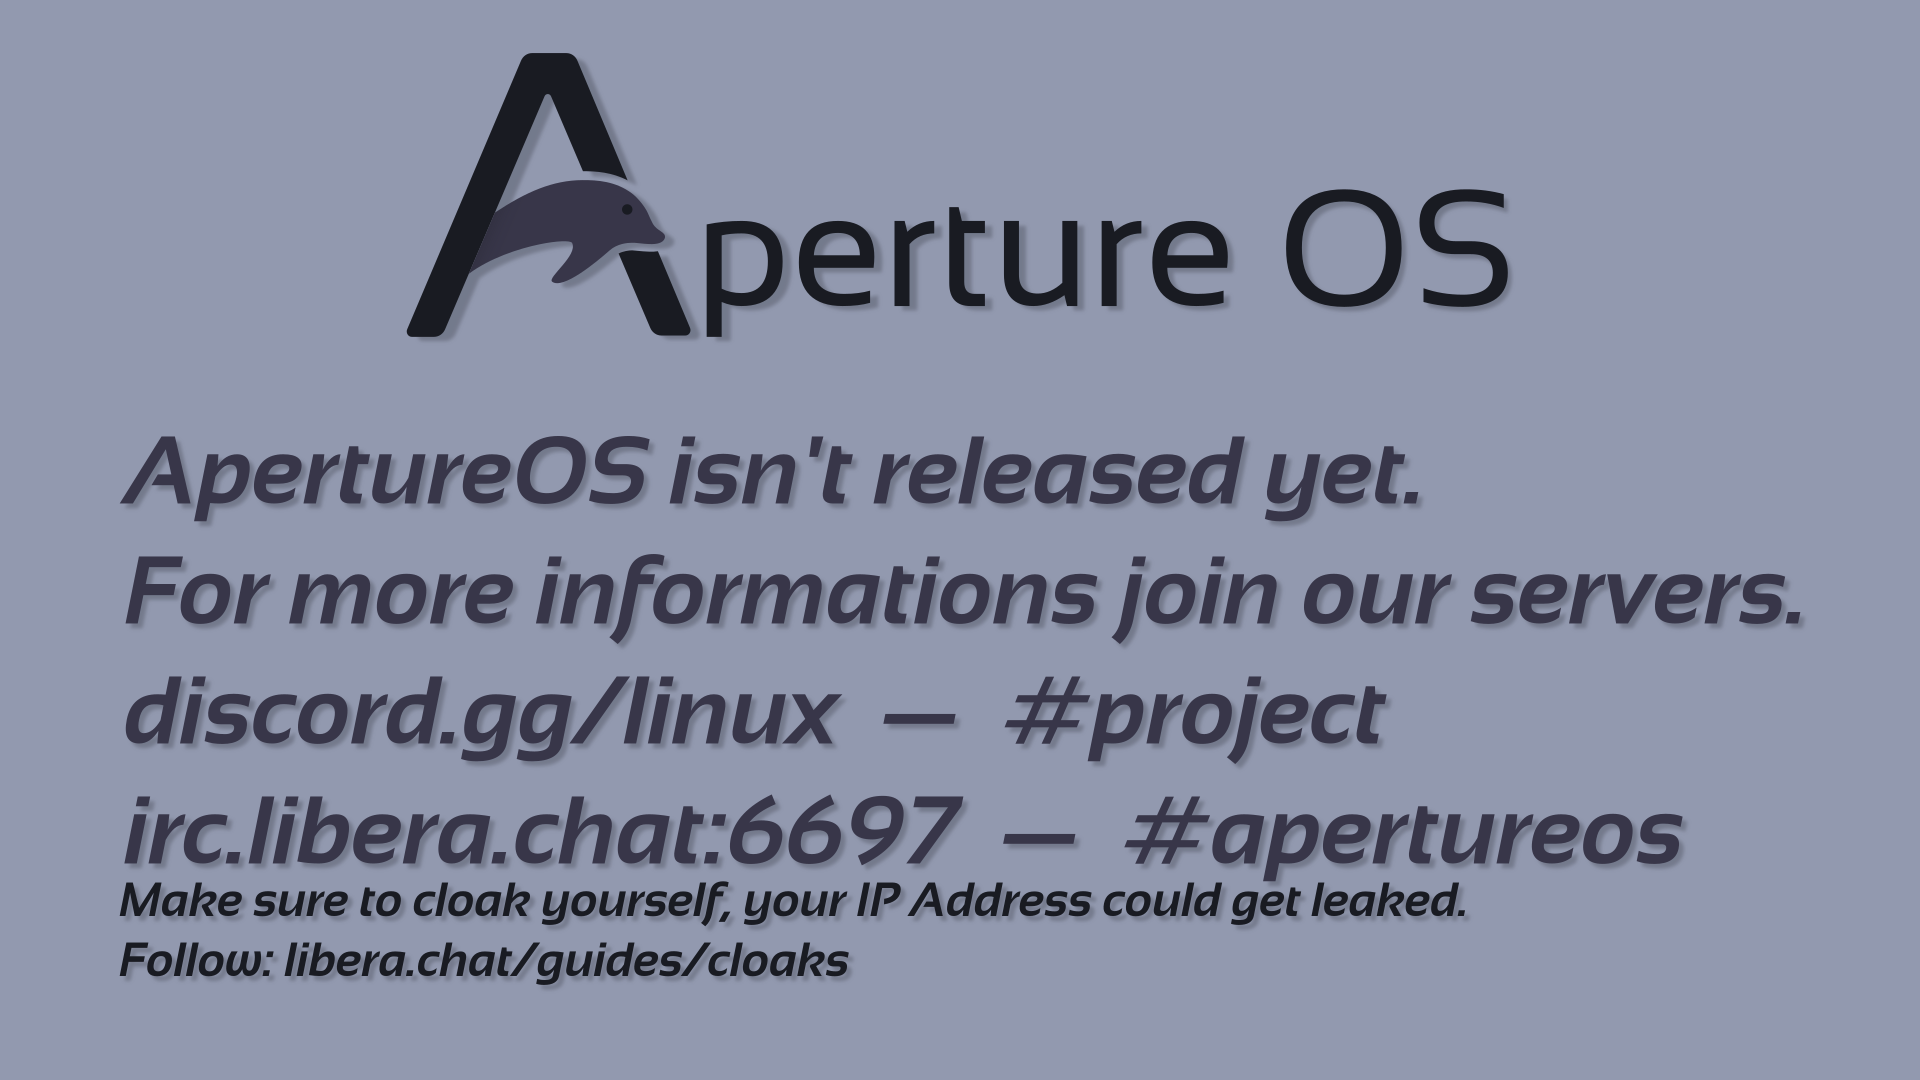 Aperture OS
ApertureOS isn't released yet.
For more informations join our servers.
discord.gg/linux — #project
irc.libera.chat:6697 — #apertureos
Make sure to cloak yourself, your IP Address could get leaked.
Follow: libera.chat/guides/cloaks